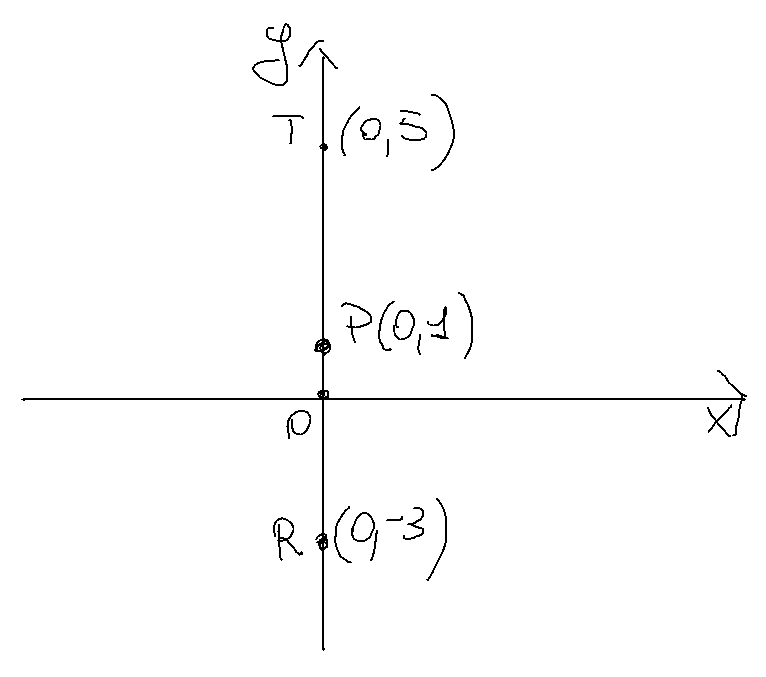 y
T (0,5)
P(0,1)
O
X
R (0,-3)